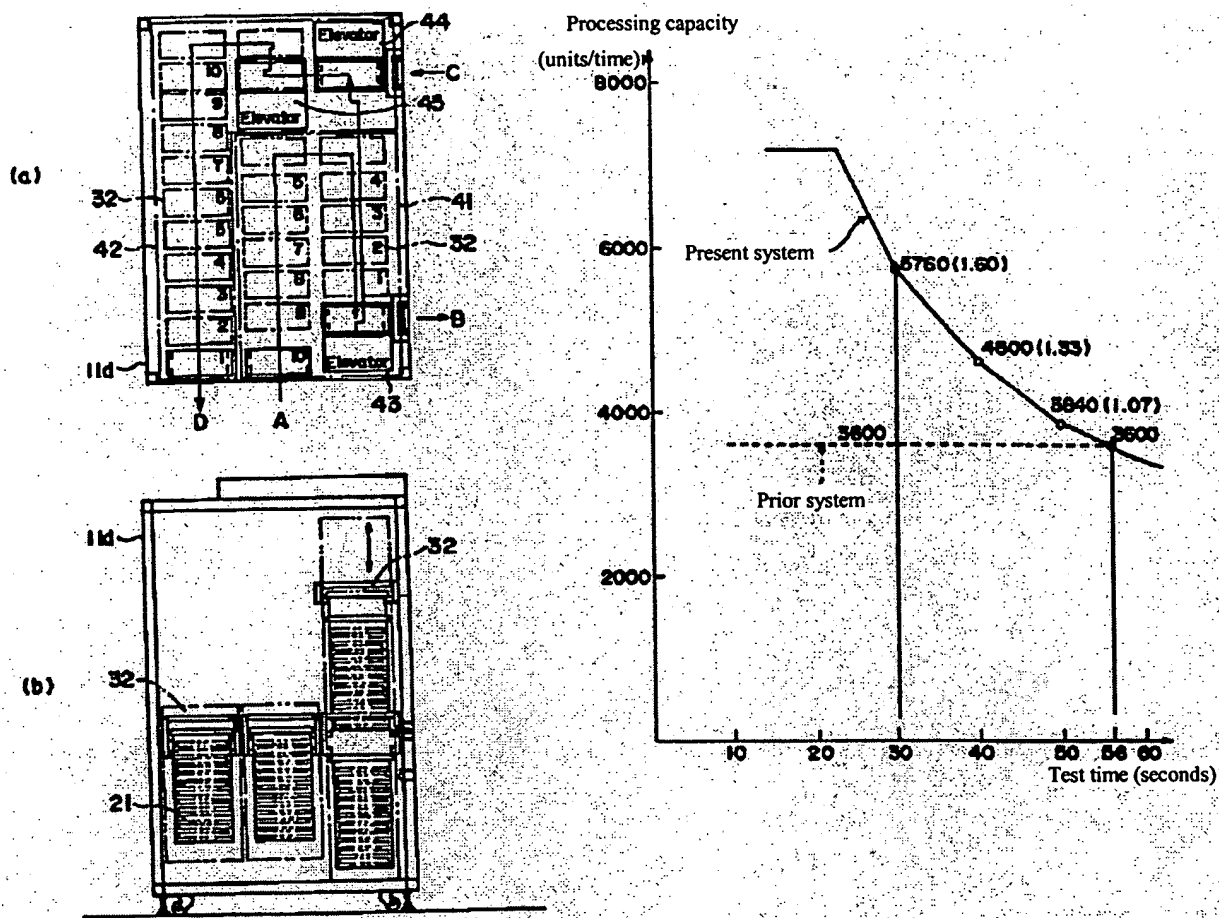 44
Elevator
C
10
45
9
Elevator
8
(a)
7
32
42
6
5
4
3
2
1
5
6
7
8
9
10
4
3
2
1
41
32
B
Elevator
43
11d
D
A
11d
32
(b)
32
21
Processing capacity
(units/time)
8000
6000
4000
2000
Present system
5760(1.60)
4800(1.33)
3840(1.07)
3600
3600
Prior system
10
20
30
40
50
56
60
Test time (seconds)